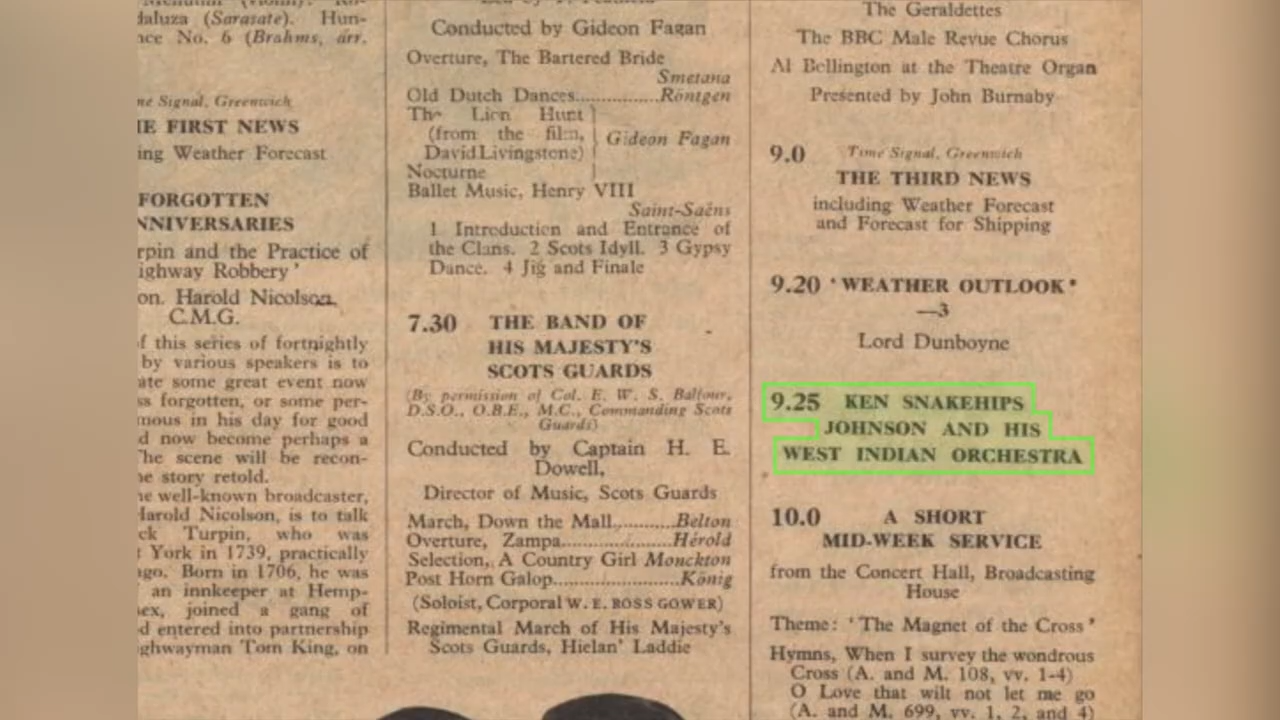 daluza (Sarasate). Hun-
ce No. 6 (Brahms, arr.
Time Signal, Greenwich
THE FIRST NEWS
ing Weather Forecast
FORGOTTEN
NNIVERSARIES
rpin and the Practice of
ighway Robbery'
on. Harold Nicolson,
C.M.G.
f this series of fortnightly
by various speakers is to
ate some great event now
ss forgotten, or some per-
mous in his day for good
d now become perhaps a
The scene will be recon-
he story retold.
he well-known broadcaster,
Harold Nicolson, is to talk
ck Turpin, who was
t York in 1739, practically
ago. Born in 1706, he was
an innkeeper at Hemp-
sex, joined a gang of
d entered into partnership
ghwayman Tom King, on
Conducted by Gideon Fagan
Overture, The Bartered Bride
Smetana
Old Dutch Dances..............Röntgen
The Lion Hunt
(from the film,
David Livingstone)
Gideon Fagan
Nocturne
Ballet Music, Henry VIII
Saint-Saëns
1 Introduction and Entrance of
the Clans. 2 Scots Idyll. 3 Gypsy
Dance. 4 Jig and Finale
7.30 THE BAND OF
HIS MAJESTY'S
SCOTS GUARDS
(By permission of Col. E. W. S. Balfour,
D.S.O., O.B.E., M.C., Commanding Scots
Guards)
Conducted by Captain H. E.
Dowell,
Director of Music, Scots Guards
March, Down the Mall...........Belton
Overture, Zampa..................Hérold
Selection, A Country Girl Monckton
Post Horn Galop....................König
(Soloist, Corporal W. E. ROSS GOWER)
Regimental March of His Majesty's
Scots Guards, Hielan' Laddie
The Geraldettes
The BBC Male Revue Chorus
Al Bellington at the Theatre Organ
Presented by John Burnaby
9.0 Time Signal, Greenwich
THE THIRD NEWS
including Weather Forecast
and Forecast for Shipping
9.20 'WEATHER OUTLOOK'
—3
Lord Dunboyne
9.25 KEN SNAKEHIPS
JOHNSON AND HIS
WEST INDIAN ORCHESTRA
10.0 A SHORT
MID-WEEK SERVICE
from the Concert Hall, Broadcasting
House
Theme: 'The Magnet of the Cross'
Hymns, When I survey the wondrous
Cross (A. and M. 108, vv. 1-4)
O Love that wilt not let me go
(A. and M. 699, vv. 1, 2, and 4)